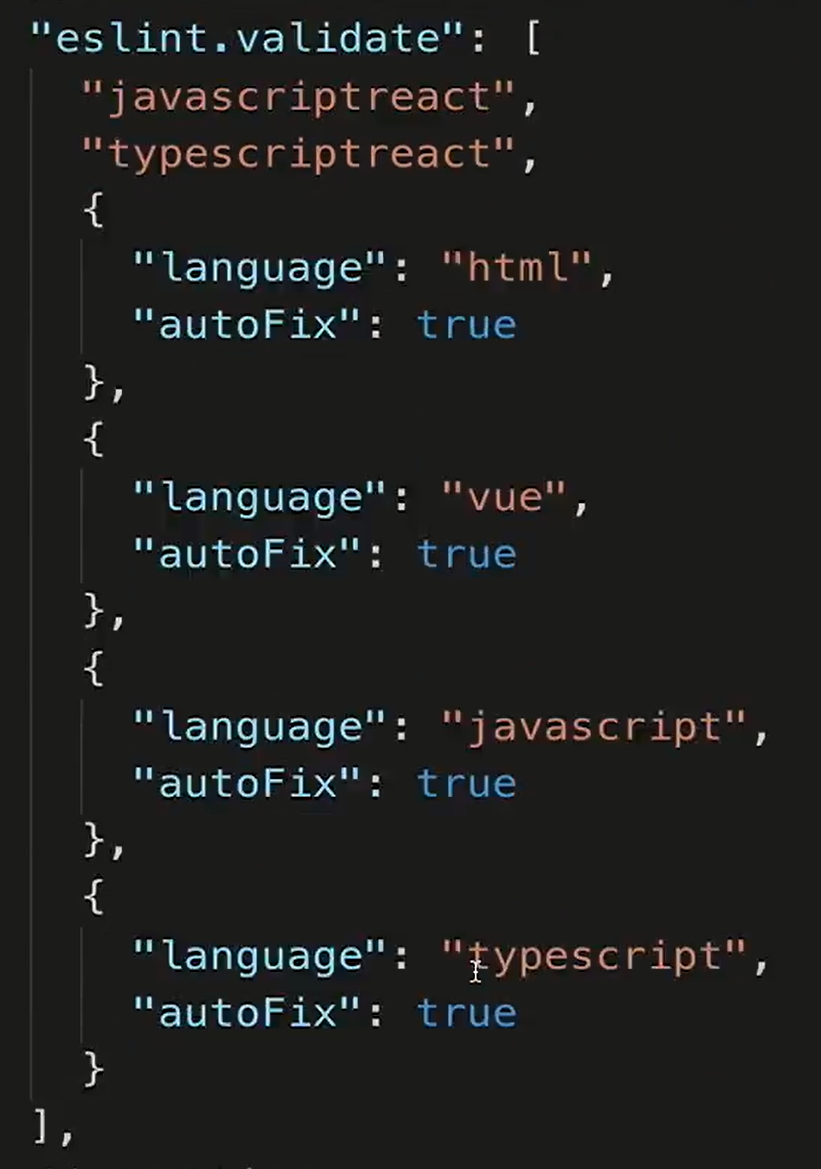 "eslint.validate": [
"javascriptreact",
"typescriptreact",
{
"language": "html",
"autoFix": true
},
{
"language": "vue",
"autoFix": true
},
{
"language": "javascript",
"autoFix": true
},
{
"language": "typescript",
"autoFix": true
}
],